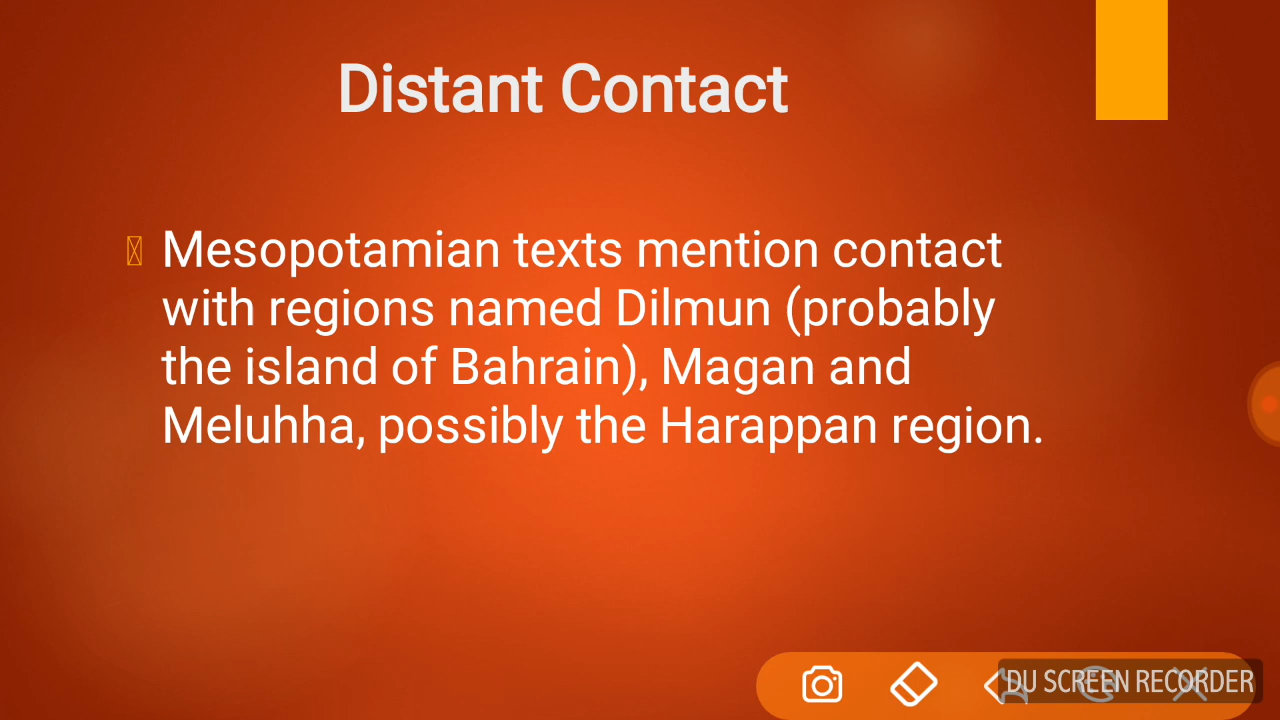 Distant Contact
Mesopotamian texts mention contact
with regions named Dilmun (probably
the island of Bahrain), Magan and
Meluhha, possibly the Harappan region.
DU SCREEN RECORDER